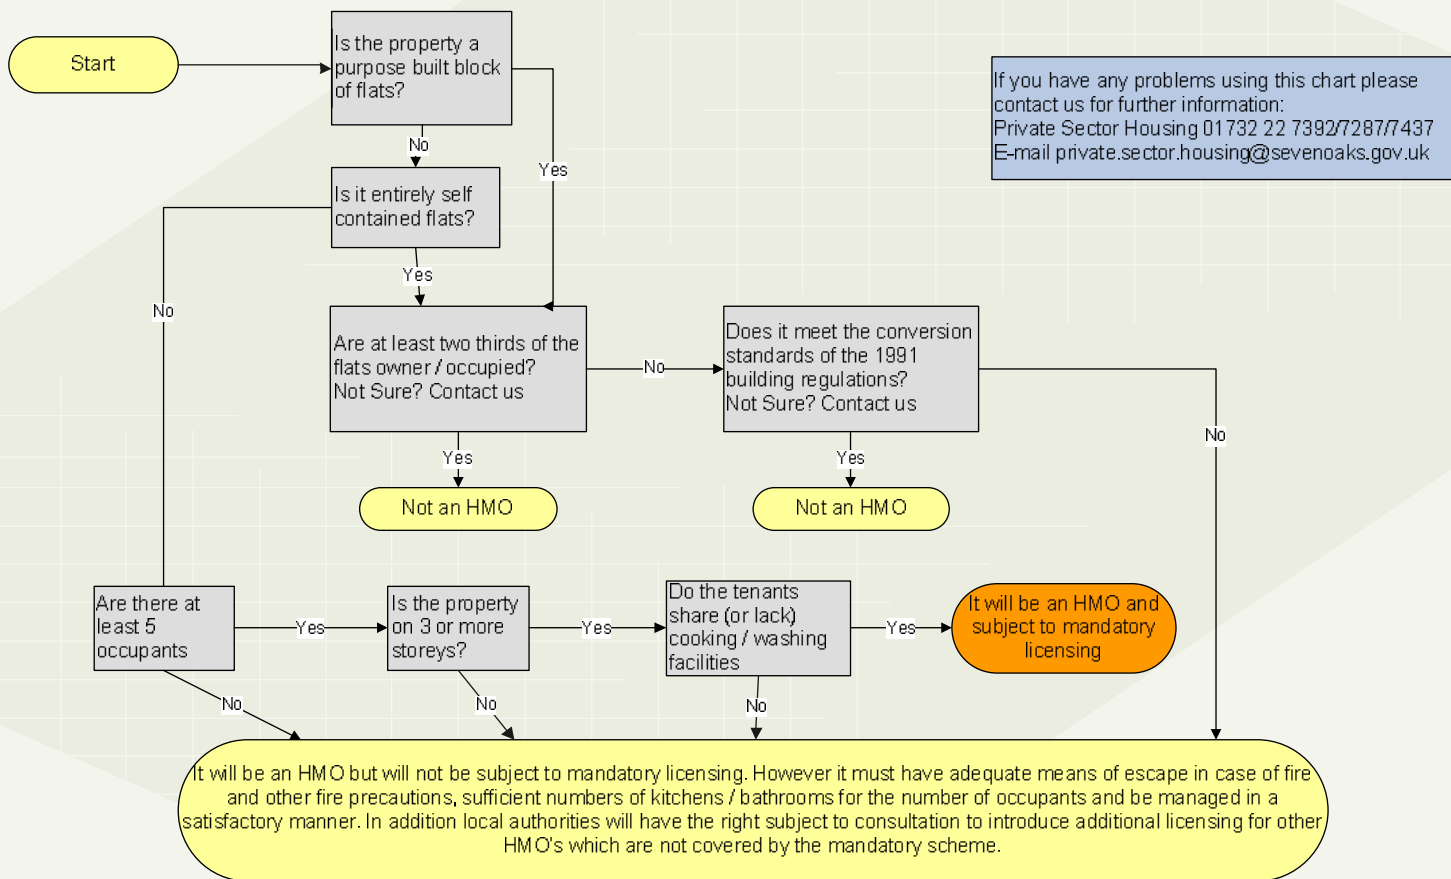 Start
Is the property a
purpose built block
of flats?
If you have any problems using this chart please
contact us for further information:
Private Sector Housing 01732 22 7392/7287/7437
E-mail private.sector.housing@sevenoaks.gov.uk
No
Yes
Is it entirely self
contained flats?
Yes
No
Are at least two thirds of the
flats owner / occupied?
Not Sure? Contact us
No
Does it meet the conversion
standards of the 1991
building regulations?
Not Sure? Contact us
No
Yes
Yes
Not an HMO
Not an HMO
Are there at
least 5
occupants
Yes
Is the property
on 3 or more
storeys?
Yes
Do the tenants
share (or lack)
cooking / washing
facilities
Yes
It will be an HMO and
subject to mandatory
licensing
No
No
No
It will be an HMO but will not be subject to mandatory licensing. However it must have adequate means of escape in case of fire
and other fire precautions, sufficient numbers of kitchens / bathrooms for the number of occupants and be managed in a
satisfactory manner. In addition local authorities will have the right subject to consultation to introduce additional licensing for other
HMO's which are not covered by the mandatory scheme.